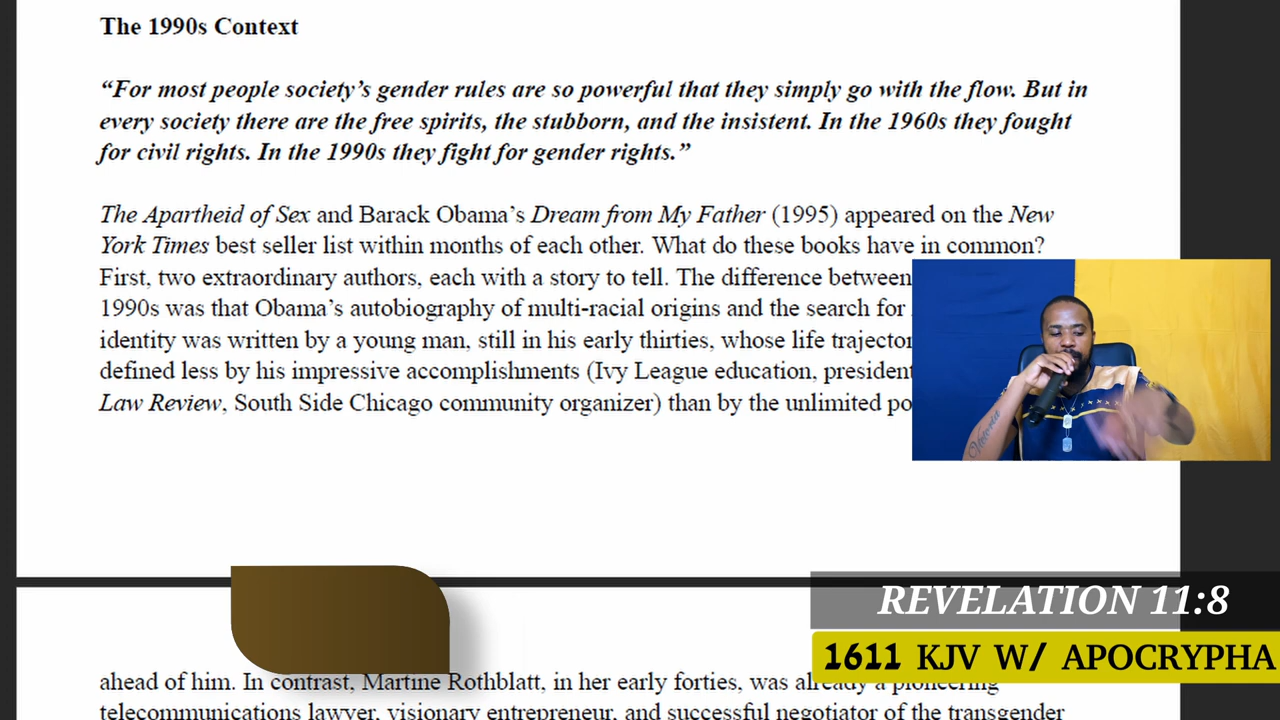 The 1990s Context
“For most people society’s gender rules are so powerful that they simply go with the flow. But in
every society there are the free spirits, the stubborn, and the insistent. In the 1960s they fought
for civil rights. In the 1990s they fight for gender rights.”
The Apartheid of Sex and Barack Obama’s Dream from My Father (1995) appeared on the New
York Times best seller list within months of each other. What do these books have in common?
First, two extraordinary authors, each with a story to tell. The difference between
1990s was that Obama’s autobiography of multi-racial origins and the search for
identity was written by a young man, still in his early thirties, whose life
defined less by his impressive accomplishments (Ivy League education,
Law Review, South Side Chicago community organizer) than by the unlimited
Victoria
REVELATION 11:8
1611 KJV W/ APOCRYPHA
ahead of him. In contrast, Martine Rothblatt, in her early forties, was already a pioneering
telecommunications lawyer, visionary entrepreneur, and successful negotiator of the transgender